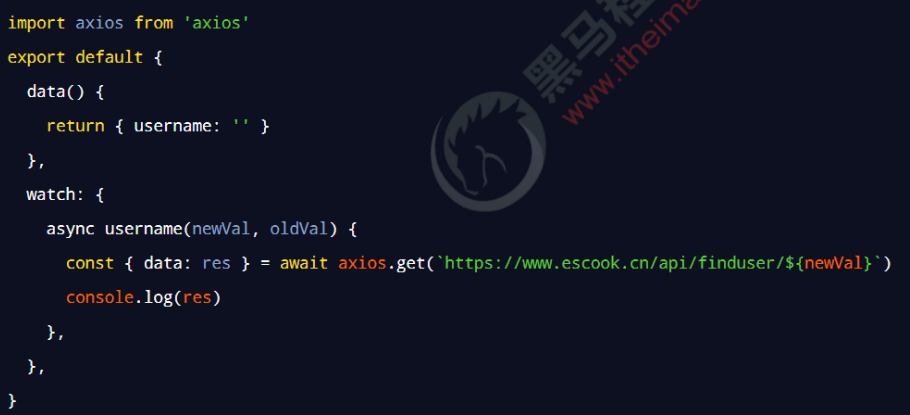 import axios from 'axios'
export default {
  data() {
    return { username: '' }
  },
  watch: {
    async username(newVal, oldVal) {
      const { data: res } = await axios.get(`https://www.escook.cn/api/finduser/${newVal}`)
      console.log(res)
    },
  },
}
黑马程
www.itheima